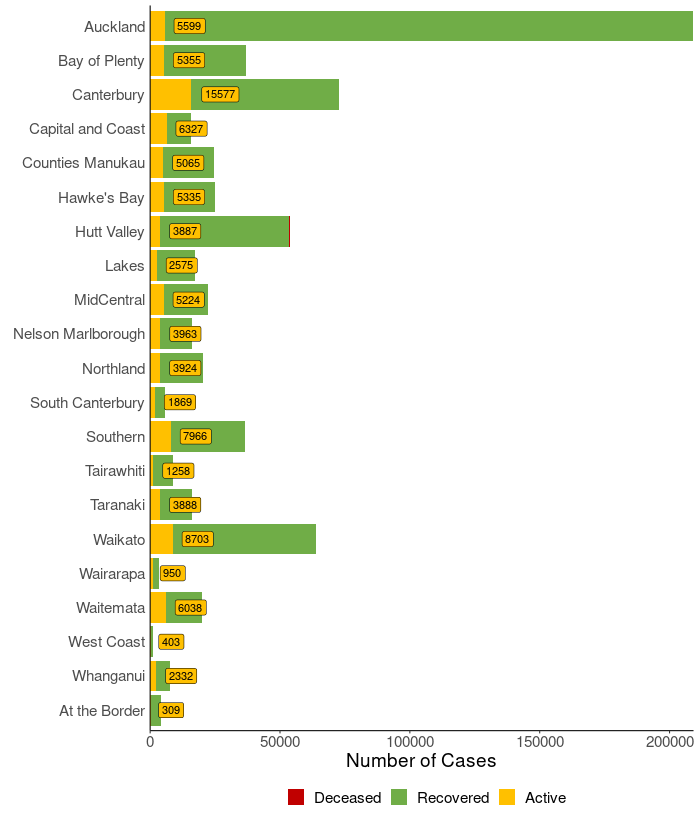 Auckland 5599
Bay of Plenty 5355
Canterbury 15577
Capital and Coast 6327
Counties Manukau 5065
Hawke's Bay 5335
Hutt Valley 3887
Lakes 2575
MidCentral 5224
Nelson Marlborough 3963
Northland 3924
South Canterbury 1869
Southern 7966
Tairawhiti 1258
Taranaki 3888
Waikato 8703
Wairarapa 950
Waitemata 6038
West Coast 403
Whanganui 2332
At the Border 309
0 50000 100000 150000 200000
Number of Cases
Deceased Recovered Active